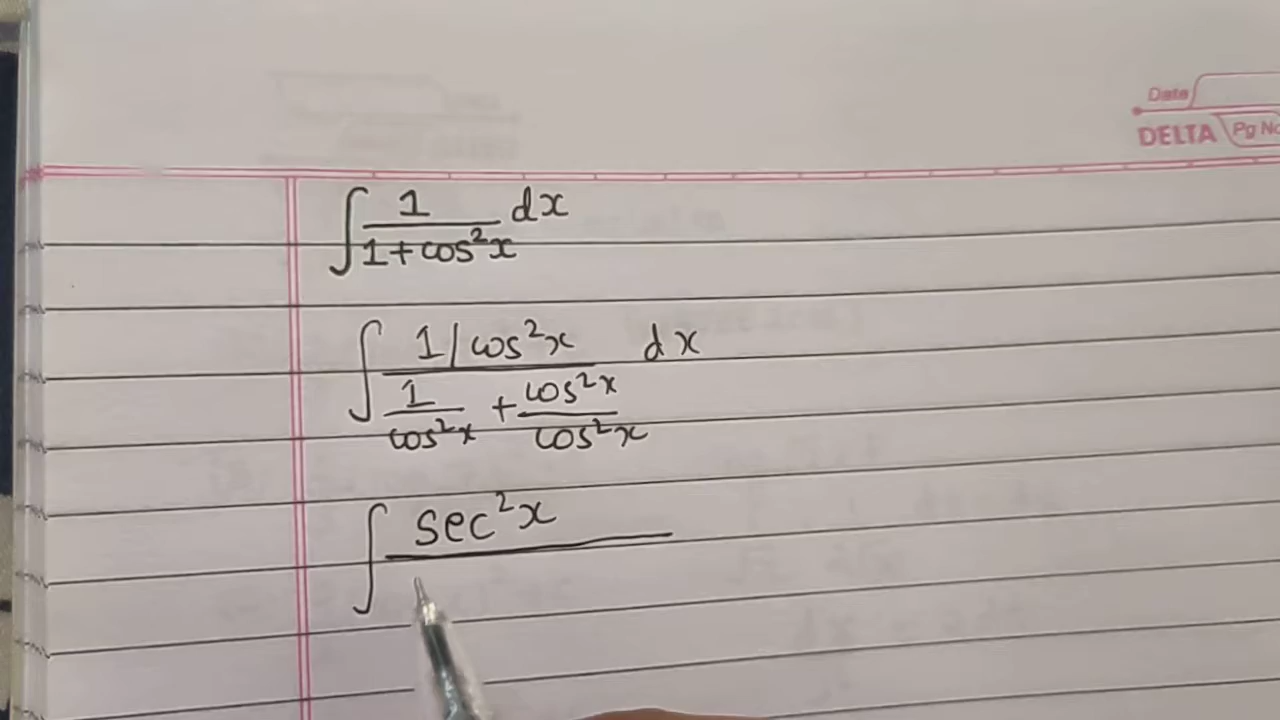 Date
DELTA Pg No
∫ 1/(1+cos²x) dx
∫ (1/cos²x)/(1/cos²x + cos²x/cos²x) dx
∫ sec²x